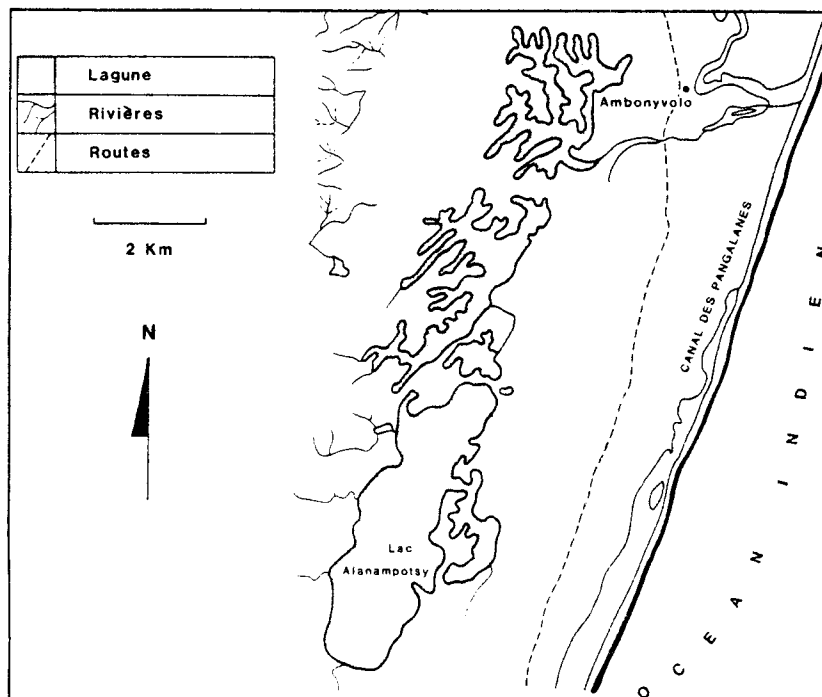 Lagune
Rivières
Routes
2 Km
N
Ambonyvolo
CANAL DES PANGALANES
Lac
Alanampotsy
OCEAN INDIEN